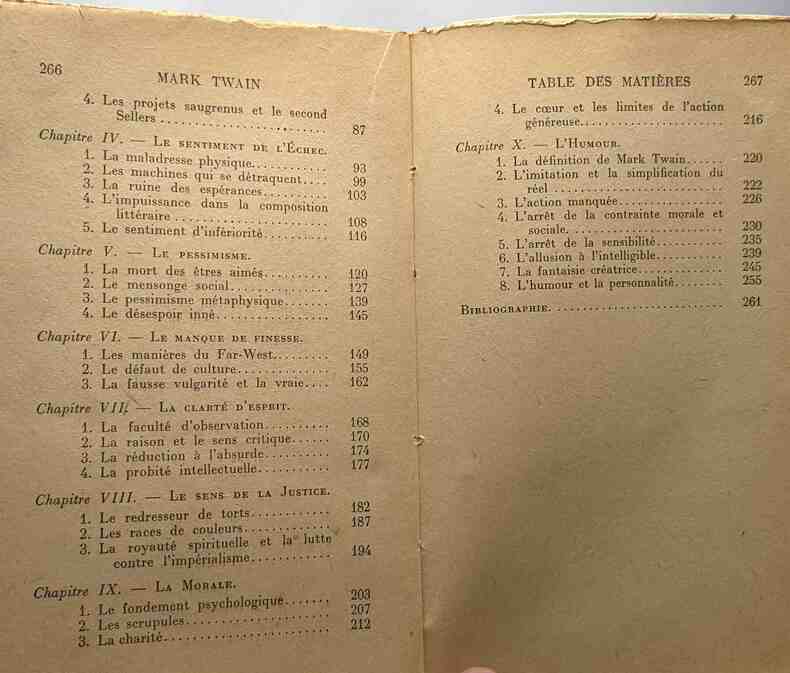 266
MARK TWAIN
4. Les projets saugrenus et le second
Sellers ........................... 87
Chapitre IV. — LE SENTIMENT DE L'ÉCHEC.
1. La maladresse physique............ 93
2. Les machines qui se détraquent.... 99
3. La ruine des espérances........... 103
4. L'impuissance dans la composition
littéraire ........................ 108
5. Le sentiment d'infériorité.......... 116
Chapitre V. — LE PESSIMISME.
1. La mort des êtres aimés........... 120
2. Le mensonge social................ 127
3. Le pessimisme métaphysique....... 139
4. Le désespoir inné................. 145
Chapitre VI. — LE MANQUE DE FINESSE.
1. Les manières du Far-West......... 149
2. Le défaut de culture.............. 155
3. La fausse vulgarité et la vraie.... 162
Chapitre VII. — LA CLARTÉ D'ESPRIT.
1. La faculté d'observation.......... 168
2. La raison et le sens critique...... 170
3. La réduction à l'absurde.......... 174
4. La probité intellectuelle........... 177
Chapitre VIII. — LE SENS DE LA JUSTICE.
1. Le redresseur de torts............ 182
2. Les races de couleurs............. 187
3. La royauté spirituelle et la lutte
contre l'impérialisme............ 194
Chapitre IX. — LA MORALE.
1. Le fondement psychologique....... 203
2. Les scrupules..................... 207
3. La charité........................ 212
TABLE DES MATIÈRES 267
4. Le cœur et les limites de l'action
généreuse........................ 216
Chapitre X. — L'HUMOUR.
1. La définition de Mark Twain...... 220
2. L'imitation et la simplification du
réel ............................ 222
3. L'action manquée................. 226
4. L'arrêt de la contrainte morale et
sociale.......................... 230
5. L'arrêt de la sensibilité........... 235
6. L'allusion à l'intelligible.......... 239
7. La fantaisie créatrice............. 245
8. L'humour et la personnalité....... 255
BIBLIOGRAPHIE........................... 261